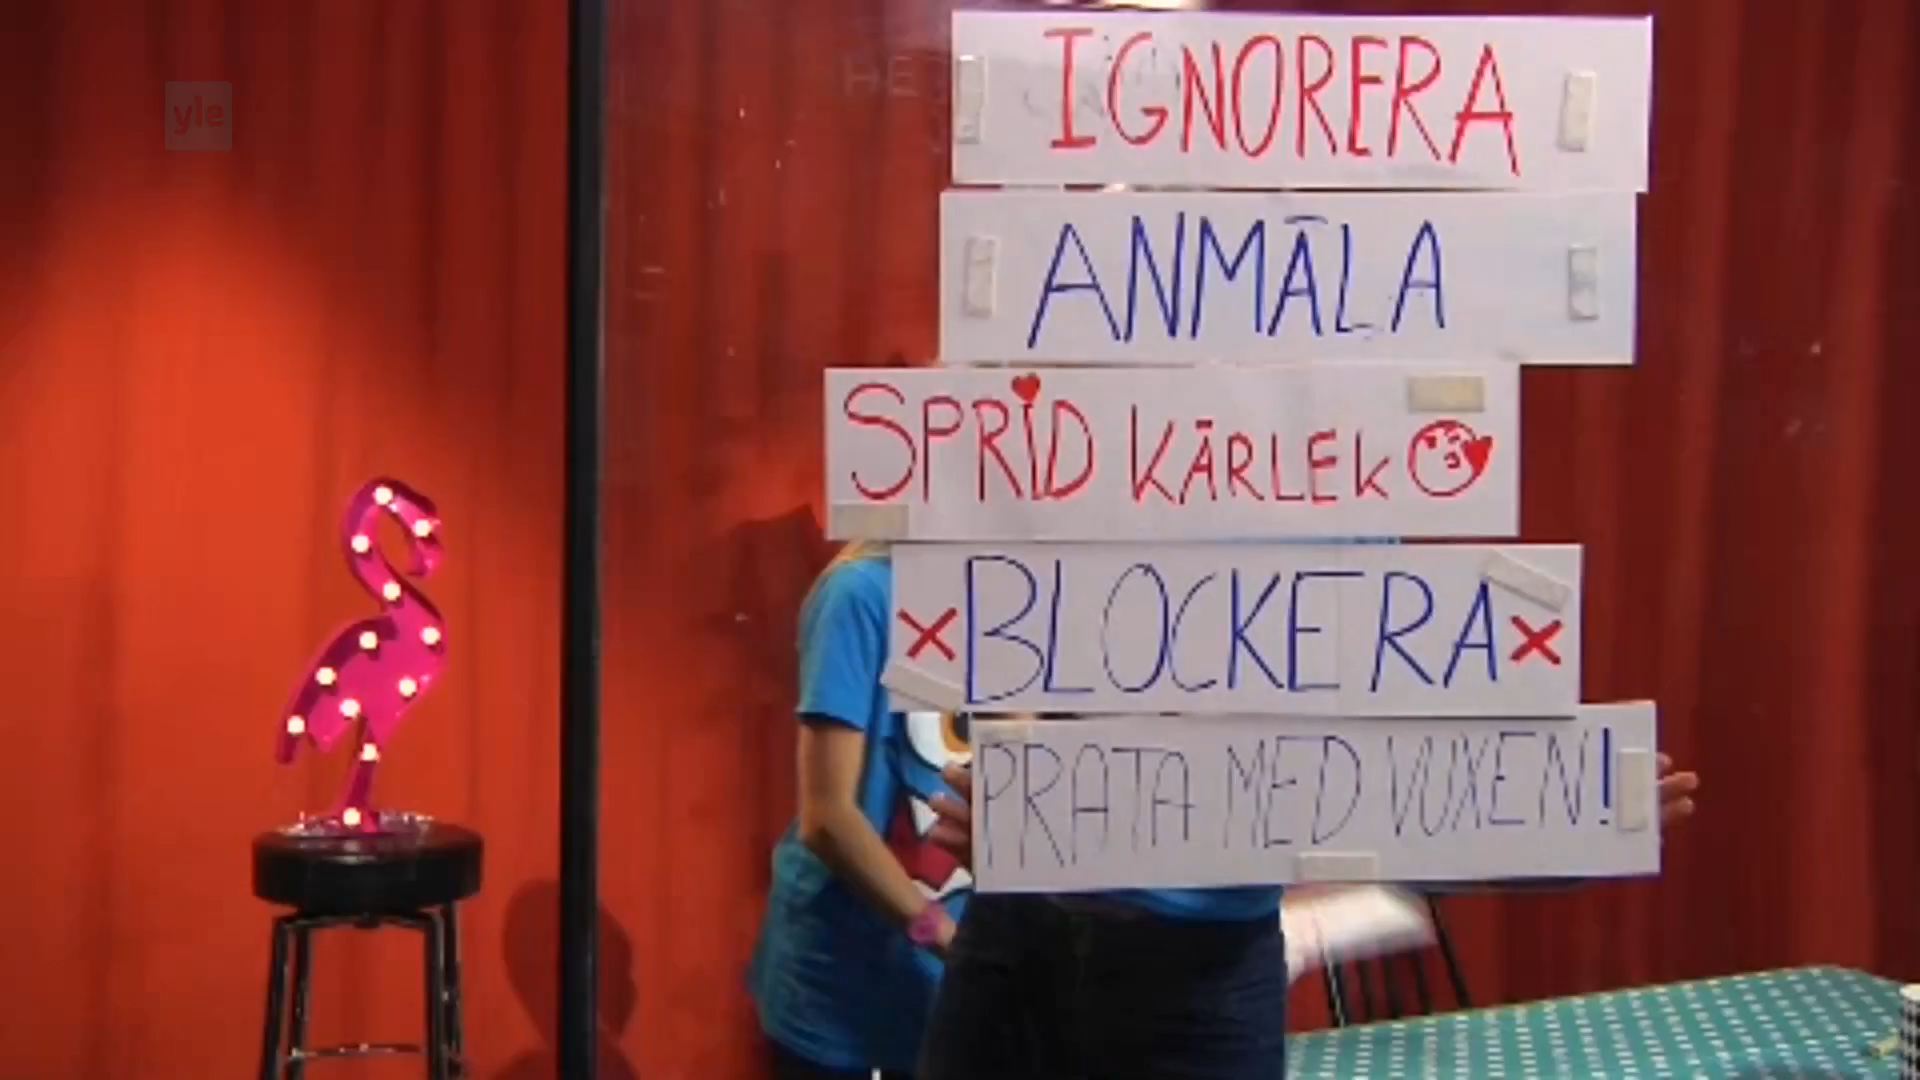 yle
IGNORERA
ANMÄLA
SPRID KÄRLEK
BLOCKERA
PRATA MED VUXEN!